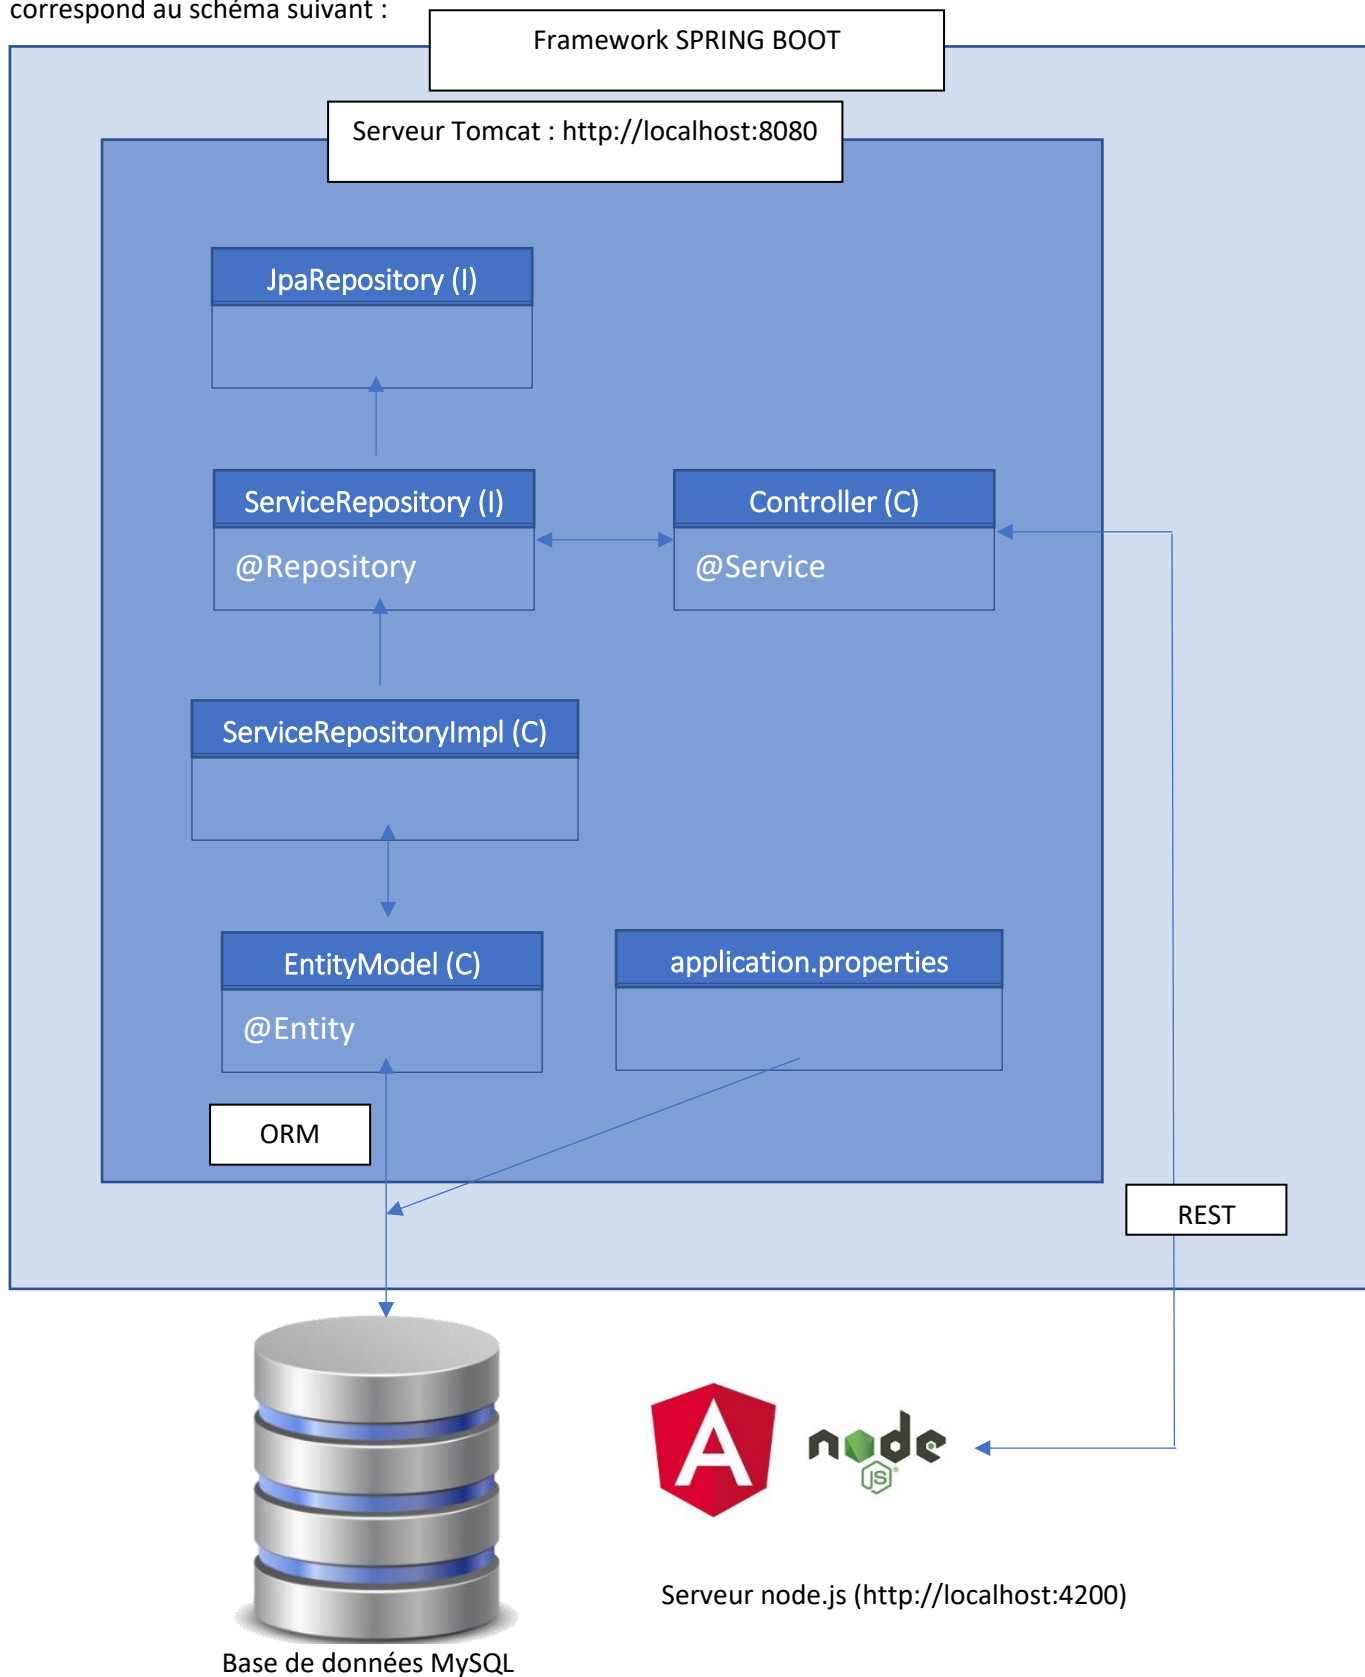 correspond au schéma suivant :
Framework SPRING BOOT
Serveur Tomcat : http://localhost:8080
JpaRepository (I)
ServiceRepository (I)
@Repository
Controller (C)
@Service
ServiceRepositoryImpl (C)
EntityModel (C)
@Entity
application.properties
ORM
REST
A
node
JS
Serveur node.js (http://localhost:4200)
Base de données MySQL